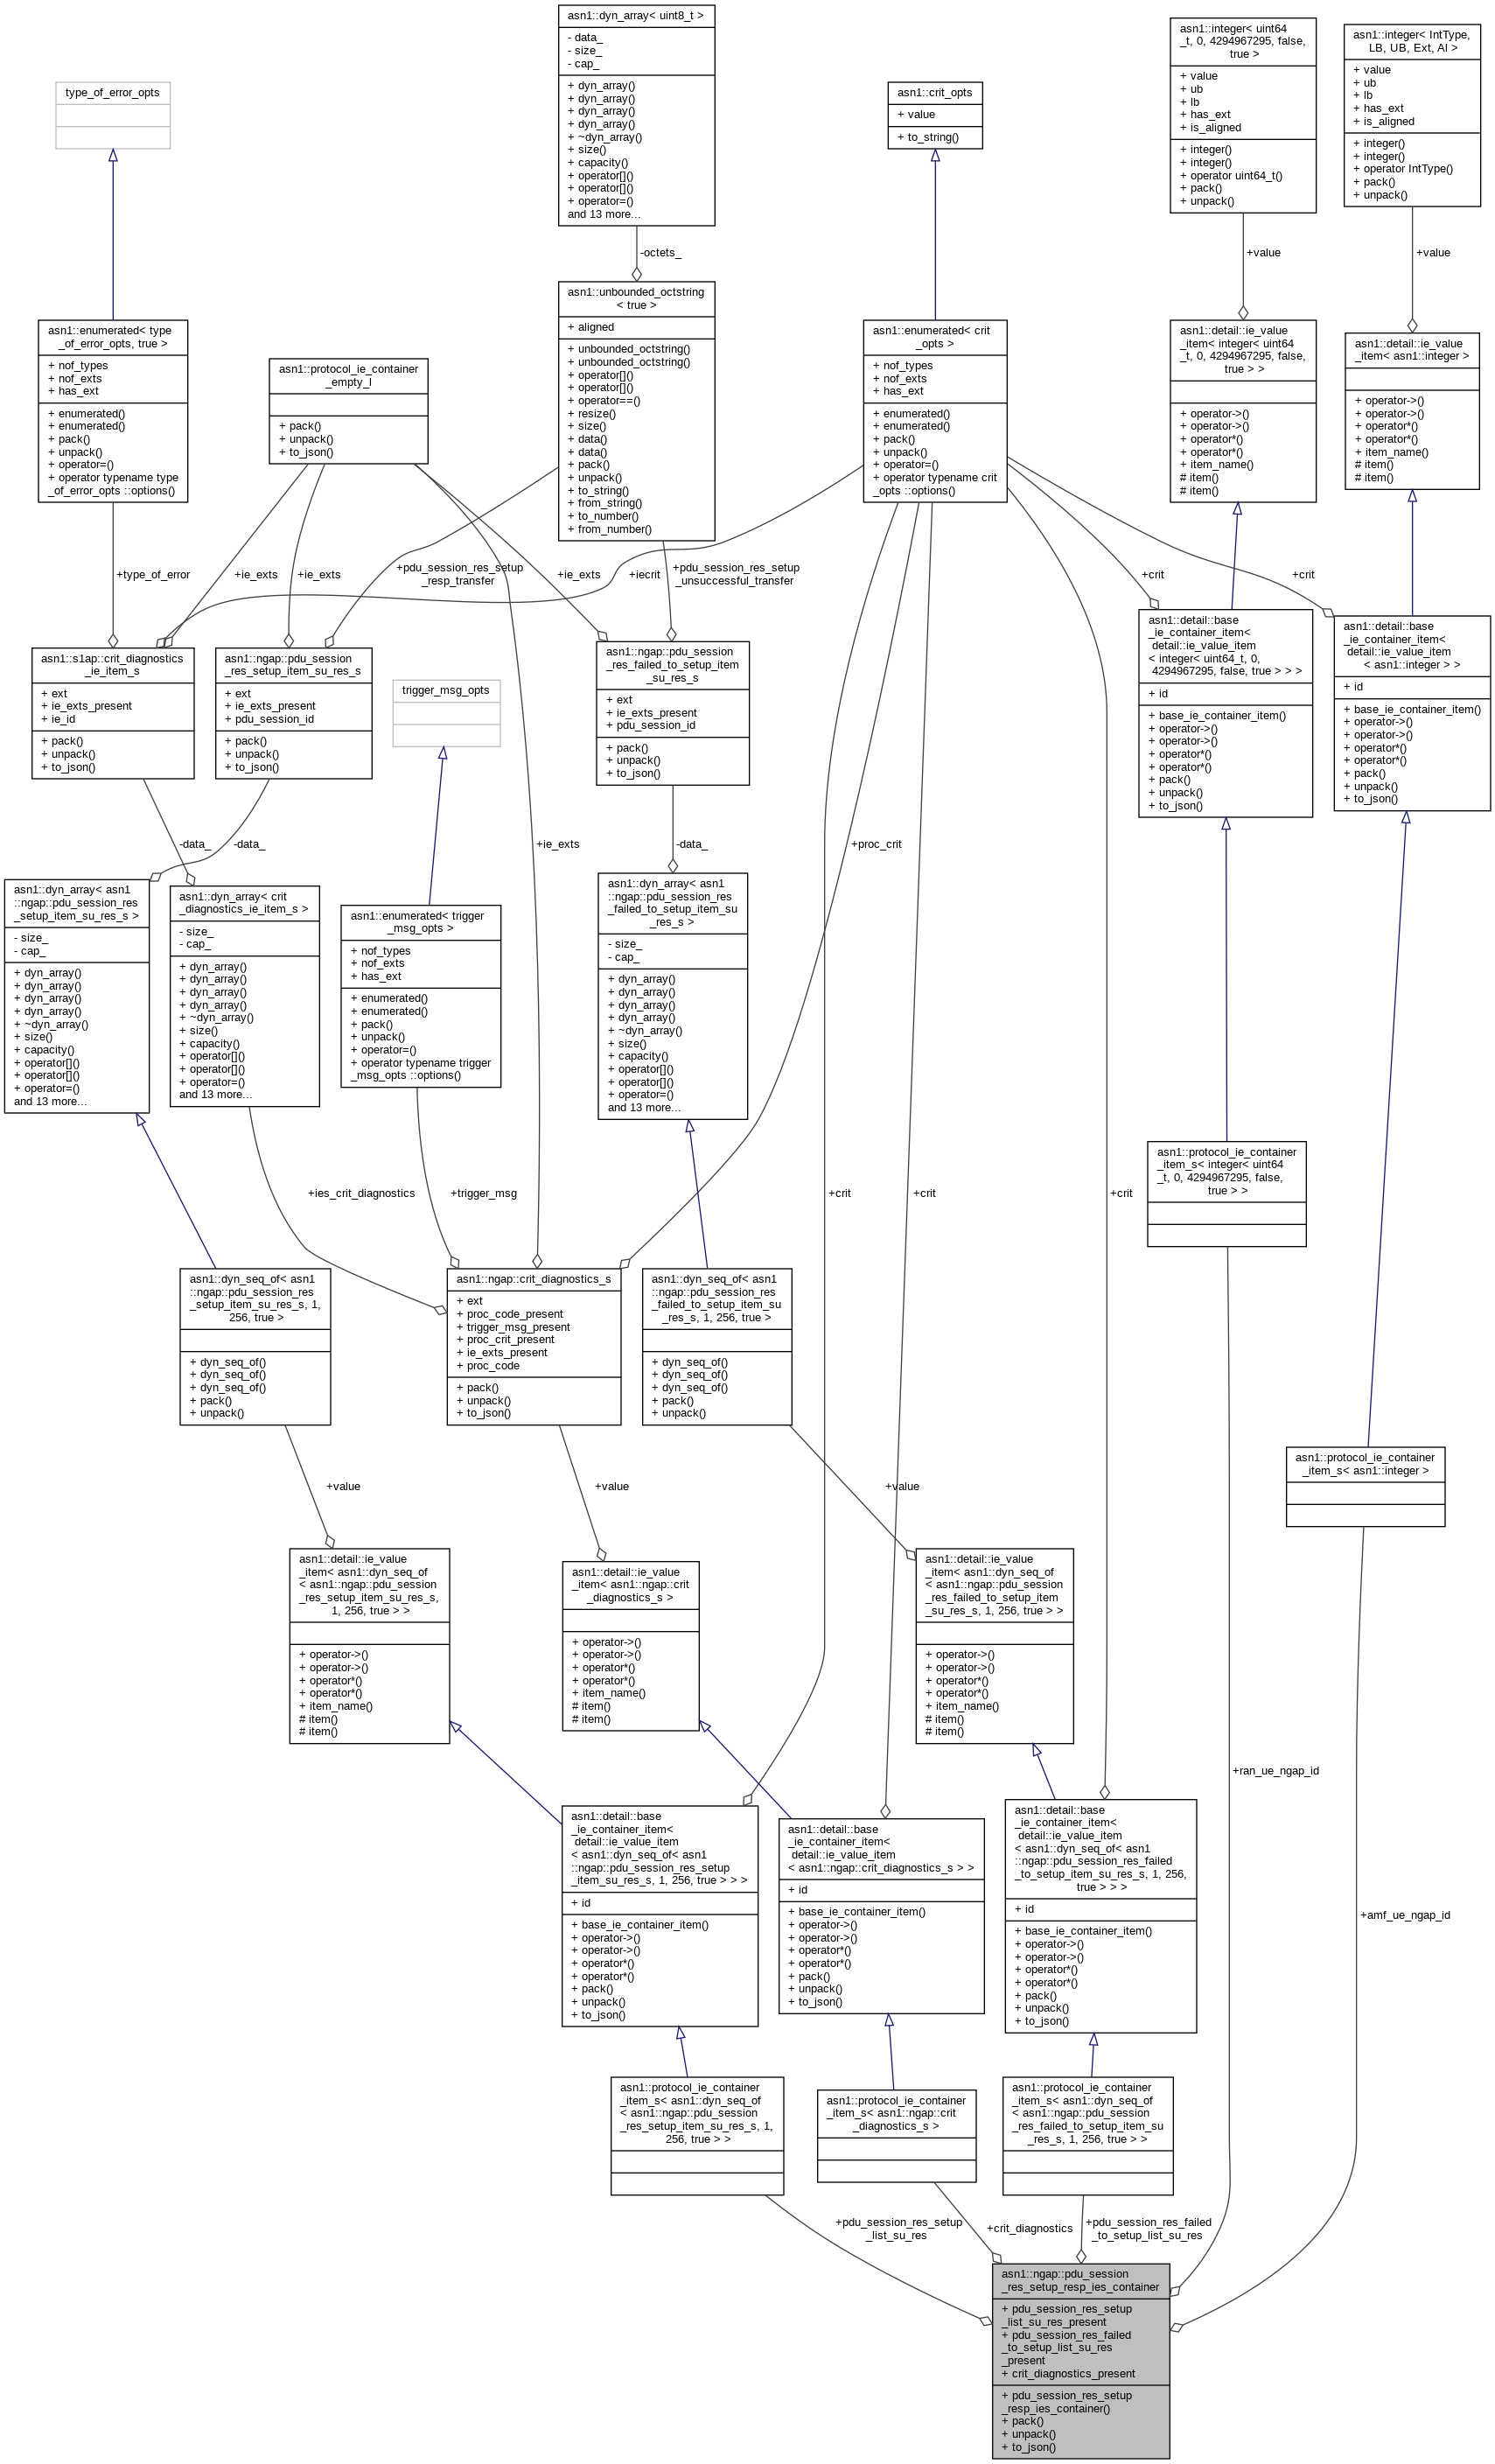 asn1::dyn_array< uint8_t >
- data_
- size_
- cap_
+ dyn_array()
+ dyn_array()
+ dyn_array()
+ dyn_array()
+ ~dyn_array()
+ size()
+ capacity()
+ operator[]()
+ operator[]()
+ operator=()
and 13 more...
asn1::integer< uint64
_t, 0, 4294967295, false,
true >
+ value
+ ub
+ lb
+ has_ext
+ is_aligned
+ integer()
+ integer()
+ operator uint64_t()
+ pack()
+ unpack()
asn1::integer< IntType,
LB, UB, Ext, Al >
+ value
+ ub
+ lb
+ has_ext
+ is_aligned
+ integer()
+ integer()
+ operator IntType()
+ pack()
+ unpack()
type_of_error_opts
asn1::crit_opts
+ value
+ to_string()
-octets_
+value
+value
asn1::unbounded_octstring
< true >
+ aligned
+ unbounded_octstring()
+ unbounded_octstring()
+ operator[]()
+ operator[]()
+ operator==()
+ resize()
+ size()
+ data()
+ data()
+ pack()
+ unpack()
+ to_string()
+ from_string()
+ to_number()
+ from_number()
asn1::enumerated< type
_of_error_opts, true >
+ nof_types
+ nof_exts
+ has_ext
+ enumerated()
+ enumerated()
+ pack()
+ unpack()
+ operator=()
+ operator typename type
_of_error_opts ::options()
asn1::protocol_ie_container
_empty_l
+ pack()
+ unpack()
+ to_json()
asn1::enumerated< crit
_opts >
+ nof_types
+ nof_exts
+ has_ext
+ enumerated()
+ enumerated()
+ pack()
+ unpack()
+ operator=()
+ operator typename crit
_opts ::options()
asn1::detail::ie_value
_item< integer< uint64
_t, 0, 4294967295, false,
true > >
+ operator->()
+ operator->()
+ operator*()
+ operator*()
+ item_name()
# item()
# item()
asn1::detail::ie_value
_item< asn1::integer >
+ operator->()
+ operator->()
+ operator*()
+ operator*()
+ item_name()
# item()
# item()
+type_of_error
+ie_exts
+ie_exts
+pdu_session_res_setup
_resp_transfer
+ie_exts
+iecrit
+pdu_session_res_setup
_unsuccessful_transfer
+crit
+crit
asn1::s1ap::crit_diagnostics
_ie_item_s
+ ext
+ ie_exts_present
+ ie_id
+ pack()
+ unpack()
+ to_json()
asn1::ngap::pdu_session
_res_setup_item_su_res_s
+ ext
+ ie_exts_present
+ pdu_session_id
+ pack()
+ unpack()
+ to_json()
trigger_msg_opts
asn1::ngap::pdu_session
_res_failed_to_setup_item
_su_res_s
+ ext
+ ie_exts_present
+ pdu_session_id
+ pack()
+ unpack()
+ to_json()
asn1::detail::base
_ie_container_item<
detail::ie_value_item
< integer< uint64_t, 0,
4294967295, false, true > > >
+ id
+ base_ie_container_item()
+ operator->()
+ operator->()
+ operator*()
+ operator*()
+ pack()
+ unpack()
+ to_json()
asn1::detail::base
_ie_container_item<
detail::ie_value_item
< asn1::integer > >
+ id
+ base_ie_container_item()
+ operator->()
+ operator->()
+ operator*()
+ operator*()
+ pack()
+ unpack()
+ to_json()
-data_
-data_
+ie_exts
-data_
+proc_crit
asn1::dyn_array< asn1
::ngap::pdu_session_res
_setup_item_su_res_s >
- size_
- cap_
+ dyn_array()
+ dyn_array()
+ dyn_array()
+ dyn_array()
+ ~dyn_array()
+ size()
+ capacity()
+ operator[]()
+ operator[]()
+ operator=()
and 13 more...
asn1::dyn_array< crit
_diagnostics_ie_item_s >
- size_
- cap_
+ dyn_array()
+ dyn_array()
+ dyn_array()
+ dyn_array()
+ ~dyn_array()
+ size()
+ capacity()
+ operator[]()
+ operator[]()
+ operator=()
and 13 more...
asn1::enumerated< trigger
_msg_opts >
+ nof_types
+ nof_exts
+ has_ext
+ enumerated()
+ enumerated()
+ pack()
+ unpack()
+ operator=()
+ operator typename trigger
_msg_opts ::options()
asn1::dyn_array< asn1
::ngap::pdu_session_res
_failed_to_setup_item_su
_res_s >
- size_
- cap_
+ dyn_array()
+ dyn_array()
+ dyn_array()
+ dyn_array()
+ ~dyn_array()
+ size()
+ capacity()
+ operator[]()
+ operator[]()
+ operator=()
and 13 more...
+ies_crit_diagnostics
+trigger_msg
+crit
+crit
+crit
asn1::protocol_ie_container
_item_s< integer< uint64
_t, 0, 4294967295, false,
true > >
asn1::dyn_seq_of< asn1
::ngap::pdu_session_res
_setup_item_su_res_s, 1,
256, true >
+ dyn_seq_of()
+ dyn_seq_of()
+ dyn_seq_of()
+ pack()
+ unpack()
asn1::ngap::crit_diagnostics_s
+ ext
+ proc_code_present
+ trigger_msg_present
+ proc_crit_present
+ ie_exts_present
+ proc_code
+ pack()
+ unpack()
+ to_json()
asn1::dyn_seq_of< asn1
::ngap::pdu_session_res
_failed_to_setup_item_su
_res_s, 1, 256, true >
+ dyn_seq_of()
+ dyn_seq_of()
+ dyn_seq_of()
+ pack()
+ unpack()
asn1::protocol_ie_container
_item_s< asn1::integer >
+value
+value
+value
asn1::detail::ie_value
_item< asn1::dyn_seq_of
< asn1::ngap::pdu_session
_res_setup_item_su_res_s,
1, 256, true > >
+ operator->()
+ operator->()
+ operator*()
+ operator*()
+ item_name()
# item()
# item()
asn1::detail::ie_value
_item< asn1::ngap::crit
_diagnostics_s >
+ operator->()
+ operator->()
+ operator*()
+ operator*()
+ item_name()
# item()
# item()
asn1::detail::ie_value
_item< asn1::dyn_seq_of
< asn1::ngap::pdu_session
_res_failed_to_setup_item
_su_res_s, 1, 256, true > >
+ operator->()
+ operator->()
+ operator*()
+ operator*()
+ item_name()
# item()
# item()
+ran_ue_ngap_id
asn1::detail::base
_ie_container_item<
detail::ie_value_item
< asn1::dyn_seq_of< asn1
::ngap::pdu_session_res_setup
_item_su_res_s, 1, 256, true > > >
+ id
+ base_ie_container_item()
+ operator->()
+ operator->()
+ operator*()
+ operator*()
+ pack()
+ unpack()
+ to_json()
asn1::detail::base
_ie_container_item<
detail::ie_value_item
< asn1::ngap::crit_diagnostics_s > >
+ id
+ base_ie_container_item()
+ operator->()
+ operator->()
+ operator*()
+ operator*()
+ pack()
+ unpack()
+ to_json()
asn1::detail::base
_ie_container_item<
detail::ie_value_item
< asn1::dyn_seq_of< asn1
::ngap::pdu_session_res_failed
_to_setup_item_su_res_s, 1, 256,
true > > >
+ id
+ base_ie_container_item()
+ operator->()
+ operator->()
+ operator*()
+ operator*()
+ pack()
+ unpack()
+ to_json()
+amf_ue_ngap_id
asn1::protocol_ie_container
_item_s< asn1::dyn_seq_of
< asn1::ngap::pdu_session
_res_setup_item_su_res_s, 1,
256, true > >
asn1::protocol_ie_container
_item_s< asn1::ngap::crit
_diagnostics_s >
asn1::protocol_ie_container
_item_s< asn1::dyn_seq_of
< asn1::ngap::pdu_session
_res_failed_to_setup_item_su
_res_s, 1, 256, true > >
+pdu_session_res_setup
_list_su_res
+crit_diagnostics
+pdu_session_res_failed
_to_setup_list_su_res
asn1::ngap::pdu_session
_res_setup_resp_ies_container
+ pdu_session_res_setup
_list_su_res_present
+ pdu_session_res_failed
_to_setup_list_su_res
_present
+ crit_diagnostics_present
+ pdu_session_res_setup
_resp_ies_container()
+ pack()
+ unpack()
+ to_json()